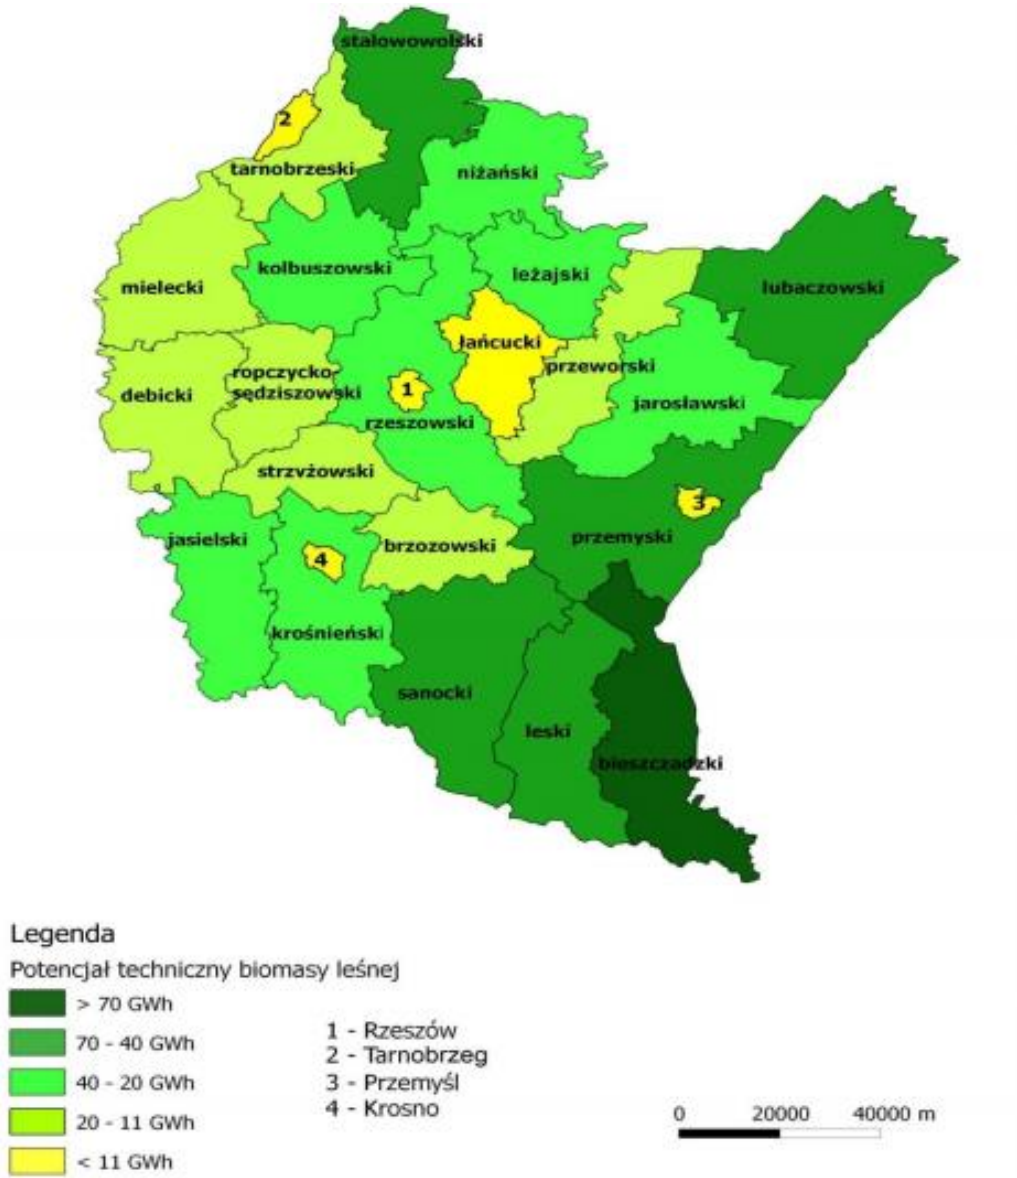 stalowowolski
2
tarnobrzeski
niżański
kolbuszowski
leżajski
mielecki
lubaczowski
łańcucki
ropczycko-
sędziszowski
przeworski
debicki
1
jarosławski
rzeszowski
strzvżowski
3
jasielski
przemyski
brzozowski
4
krośnieński
sanocki
leski
bieszczadzki
Legenda
Potencjał techniczny biomasy leśnej
> 70 GWh
70 - 40 GWh
40 - 20 GWh
20 - 11 GWh
< 11 GWh
1 - Rzeszów
2 - Tarnobrzeg
3 - Przemyśl
4 - Krosno
0 20000 40000 m